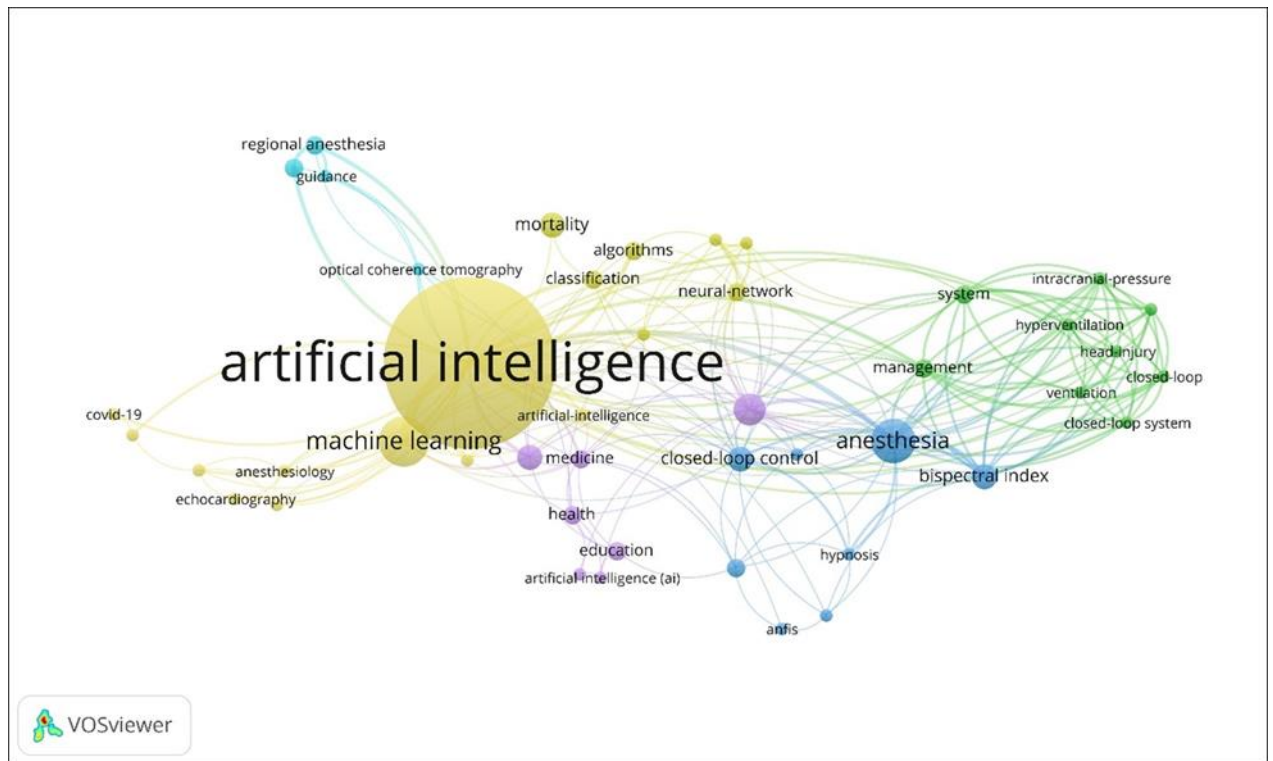 regional anesthesia
guidance
mortality
algorithms
optical coherence tomography
classification
neural-network
system
intracranial-pressure
hyperventilation
head-injury
artificial intelligence
management
closed-loop
ventilation
covid-19
artificial-intelligence
closed-loop system
machine learning
anesthesia
medicine
closed-loop control
anesthesiology
bispectral index
echocardiography
health
education
hypnosis
artificial intelligence (ai)
anfis
VOSviewer